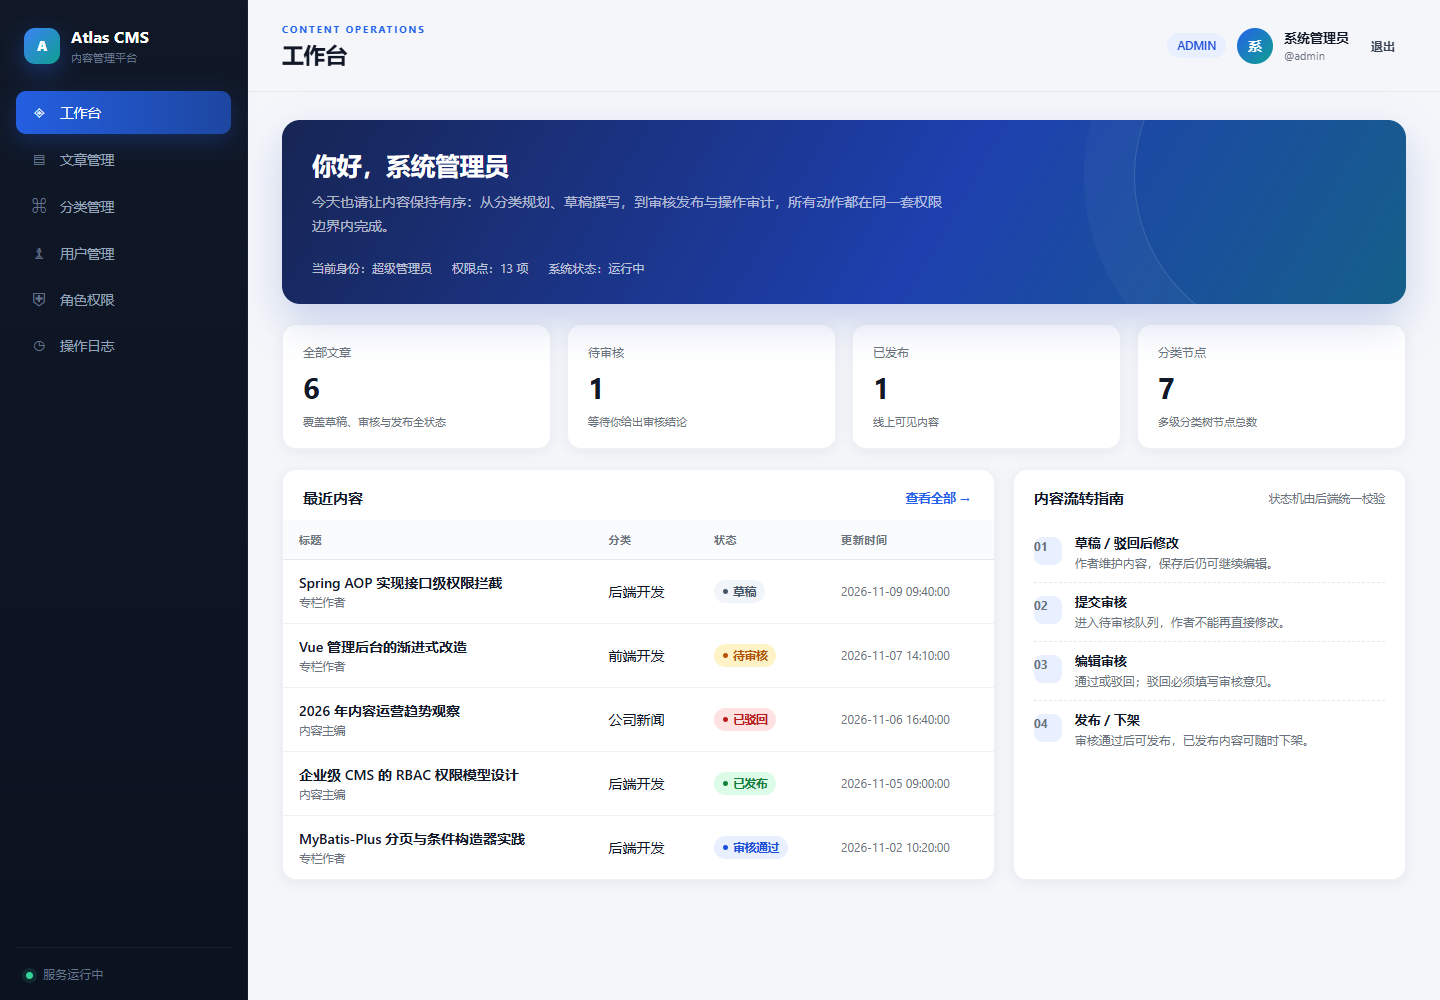 A
Atlas CMS
内容管理平台
工作台
文章管理
分类管理
用户管理
角色权限
操作日志
服务运行中
CONTENT OPERATIONS
工作台
ADMIN
系
系统管理员
@admin
退出
你好，系统管理员
今天也请让内容保持有序：从分类规划、草稿撰写，到审核发布与操作审计，所有动作都在同一套权限
边界内完成。
当前身份：超级管理员 权限点：13 项 系统状态：运行中
全部文章
6
覆盖草稿、审核与发布全状态
待审核
1
等待你给出审核结论
已发布
1
线上可见内容
分类节点
7
多级分类树节点总数
最近内容
查看全部 →
标题 分类 状态 更新时间
Spring AOP 实现接口级权限拦截
专栏作者
后端开发
草稿
2026-11-09 09:40:00
Vue 管理后台的渐进式改造
专栏作者
前端开发
待审核
2026-11-07 14:10:00
2026 年内容运营趋势观察
内容主编
公司新闻
已驳回
2026-11-06 16:40:00
企业级 CMS 的 RBAC 权限模型设计
内容主编
后端开发
已发布
2026-11-05 09:00:00
MyBatis-Plus 分页与条件构造器实践
专栏作者
后端开发
审核通过
2026-11-02 10:20:00
内容流转指南
状态机由后端统一校验
01
草稿 / 驳回后修改
作者维护内容，保存后仍可继续编辑。
02
提交审核
进入待审核队列，作者不能再直接修改。
03
编辑审核
通过或驳回；驳回必须填写审核意见。
04
发布 / 下架
审核通过后可发布，已发布内容可随时下架。